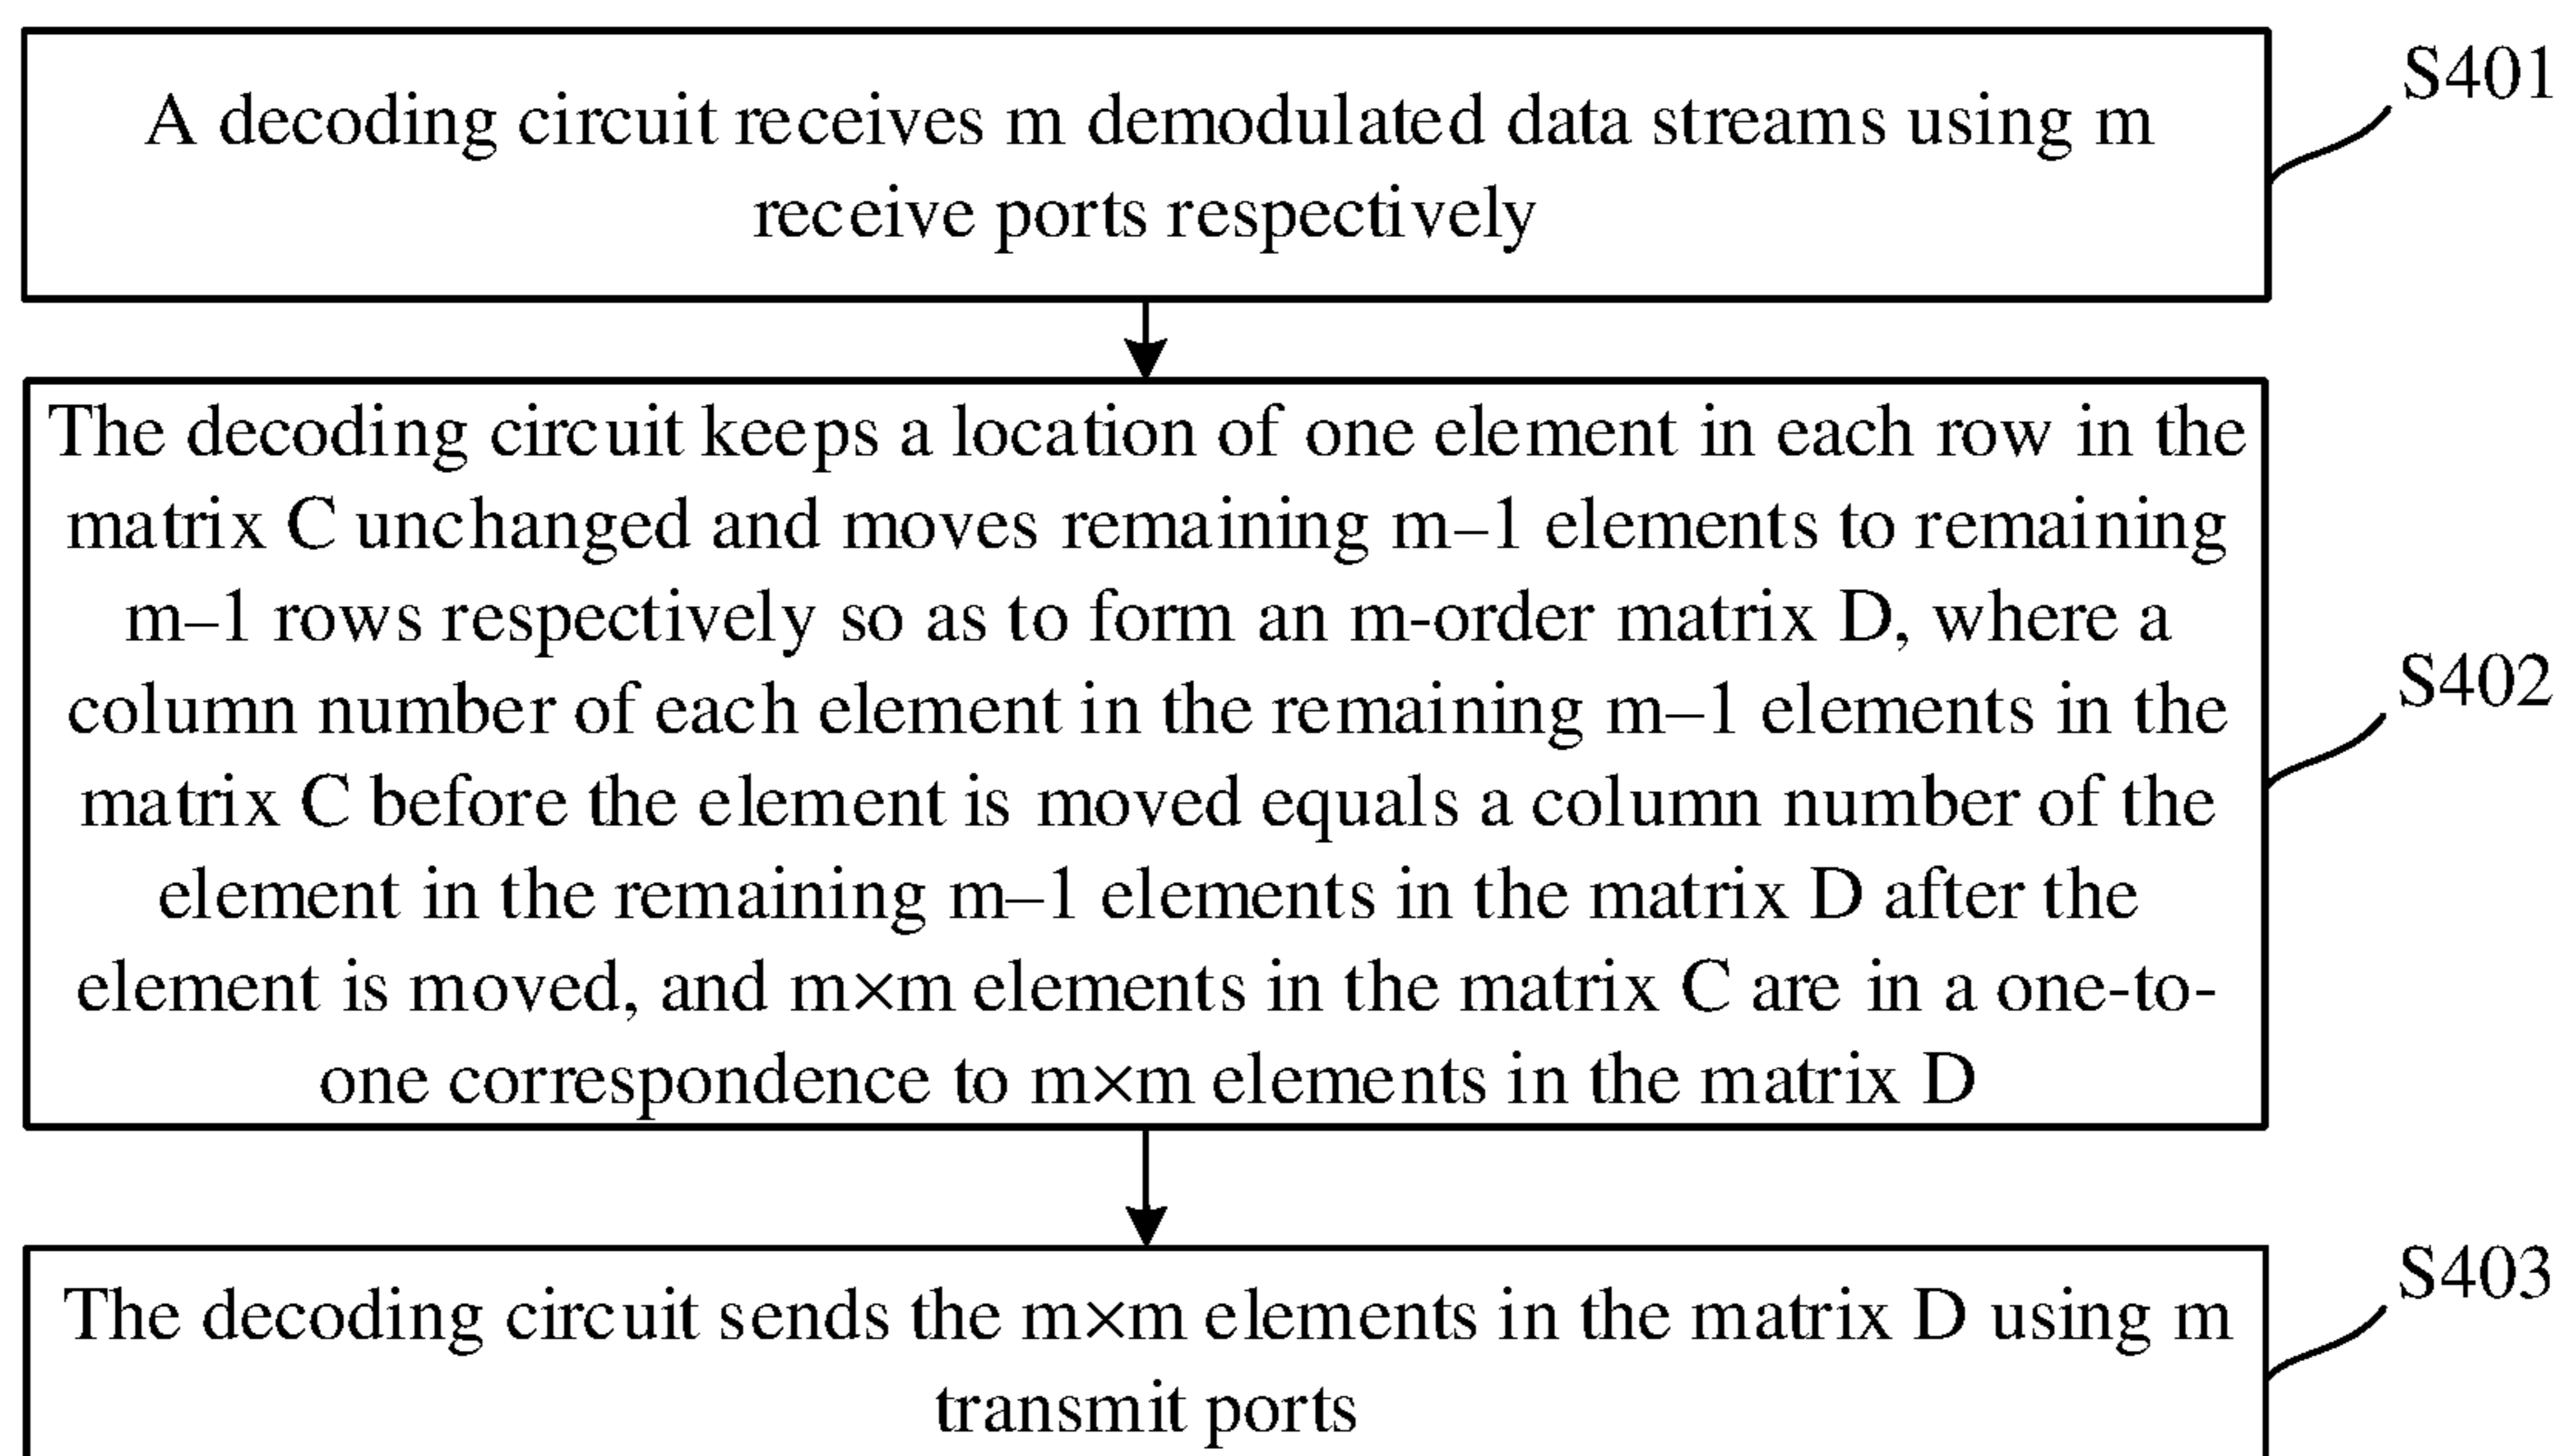 A decoding circuit receives m demodulated data streams using m
receive ports respectively
S401
The decoding circuit keeps a location of one element in each row in the
matrix C unchanged and moves remaining m–1 elements to remaining
m–1 rows respectively so as to form an m-order matrix D, where a
column number of each element in the remaining m–1 elements in the
matrix C before the element is moved equals a column number of the
element in the remaining m–1 elements in the matrix D after the
element is moved, and m×m elements in the matrix C are in a one-to-
one correspondence to m×m elements in the matrix D
S402
The decoding circuit sends the m×m elements in the matrix D using m
transmit ports
S403